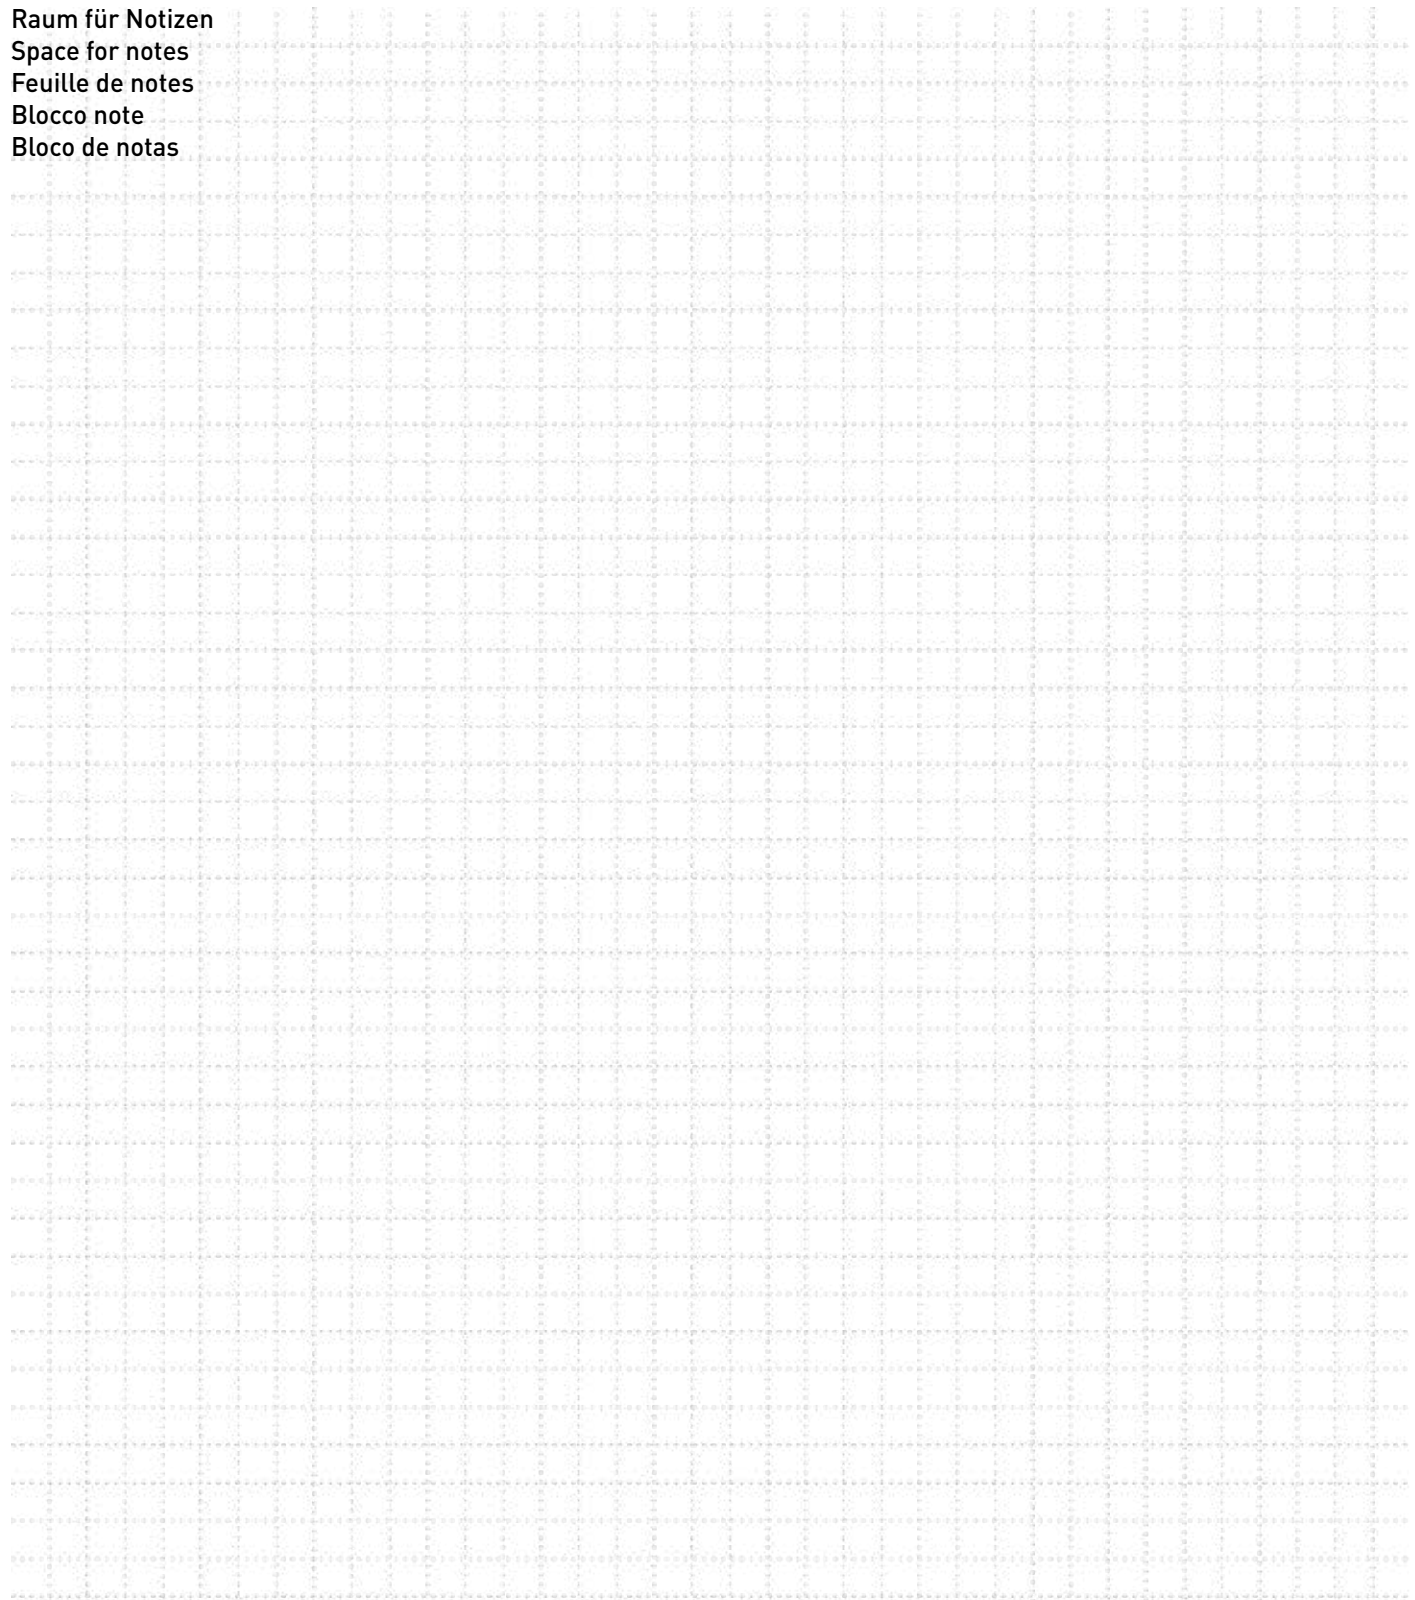 Raum für Notizen
Space for notes
Feuille de notes
Blocco note
Bloco de notas